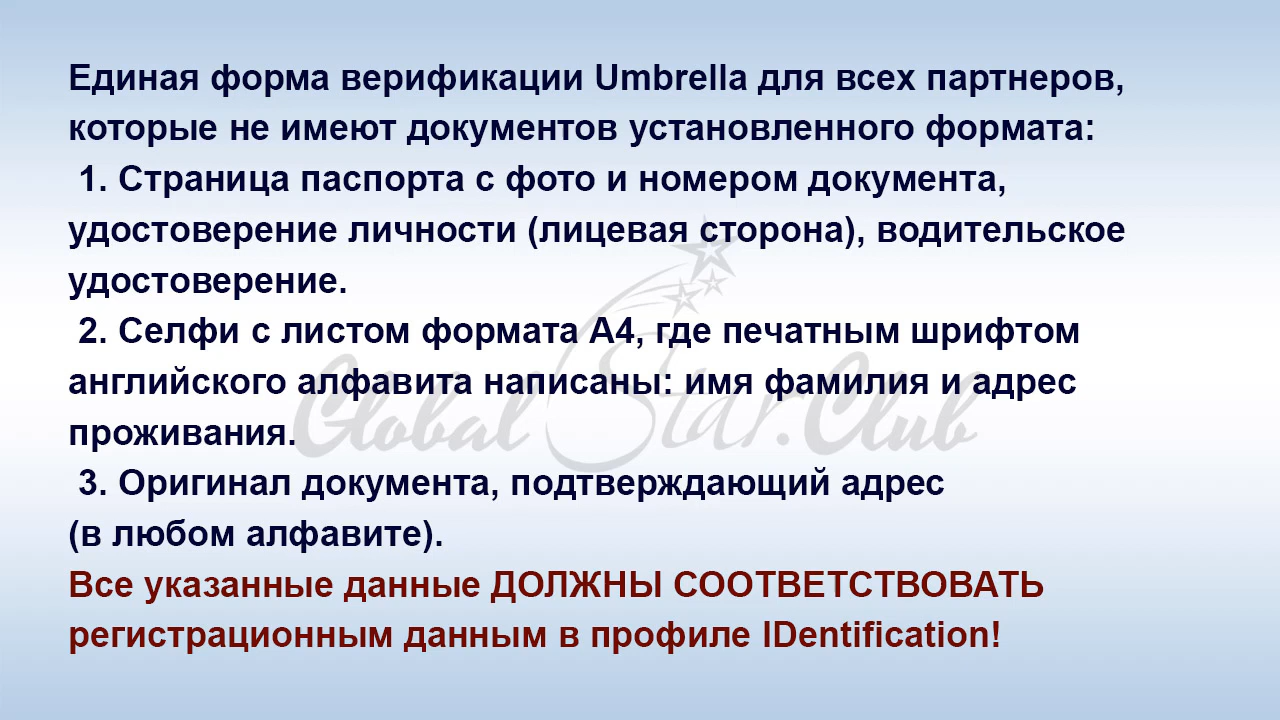 Единая форма верификации Umbrella для всех партнеров,
которые не имеют документов установленного формата:
1. Страница паспорта с фото и номером документа,
удостоверение личности (лицевая сторона), водительское
удостоверение.
2. Селфи с листом формата А4, где печатным шрифтом
английского алфавита написаны: имя фамилия и адрес
проживания.
3. Оригинал документа, подтверждающий адрес
(в любом алфавите).
Все указанные данные ДОЛЖНЫ СООТВЕТСТВОВАТЬ
регистрационным данным в профиле IDentification!
Global Star.Club